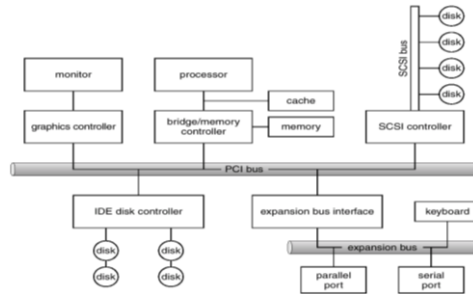 disk
disk
disk
disk
SCSI bus
monitor
processor
cache
graphics controller
bridge/memory
controller
memory
SCSI controller
PCI bus
IDE disk controller
expansion bus interface
keyboard
disk
disk
disk
disk
expansion bus
parallel
port
serial
port